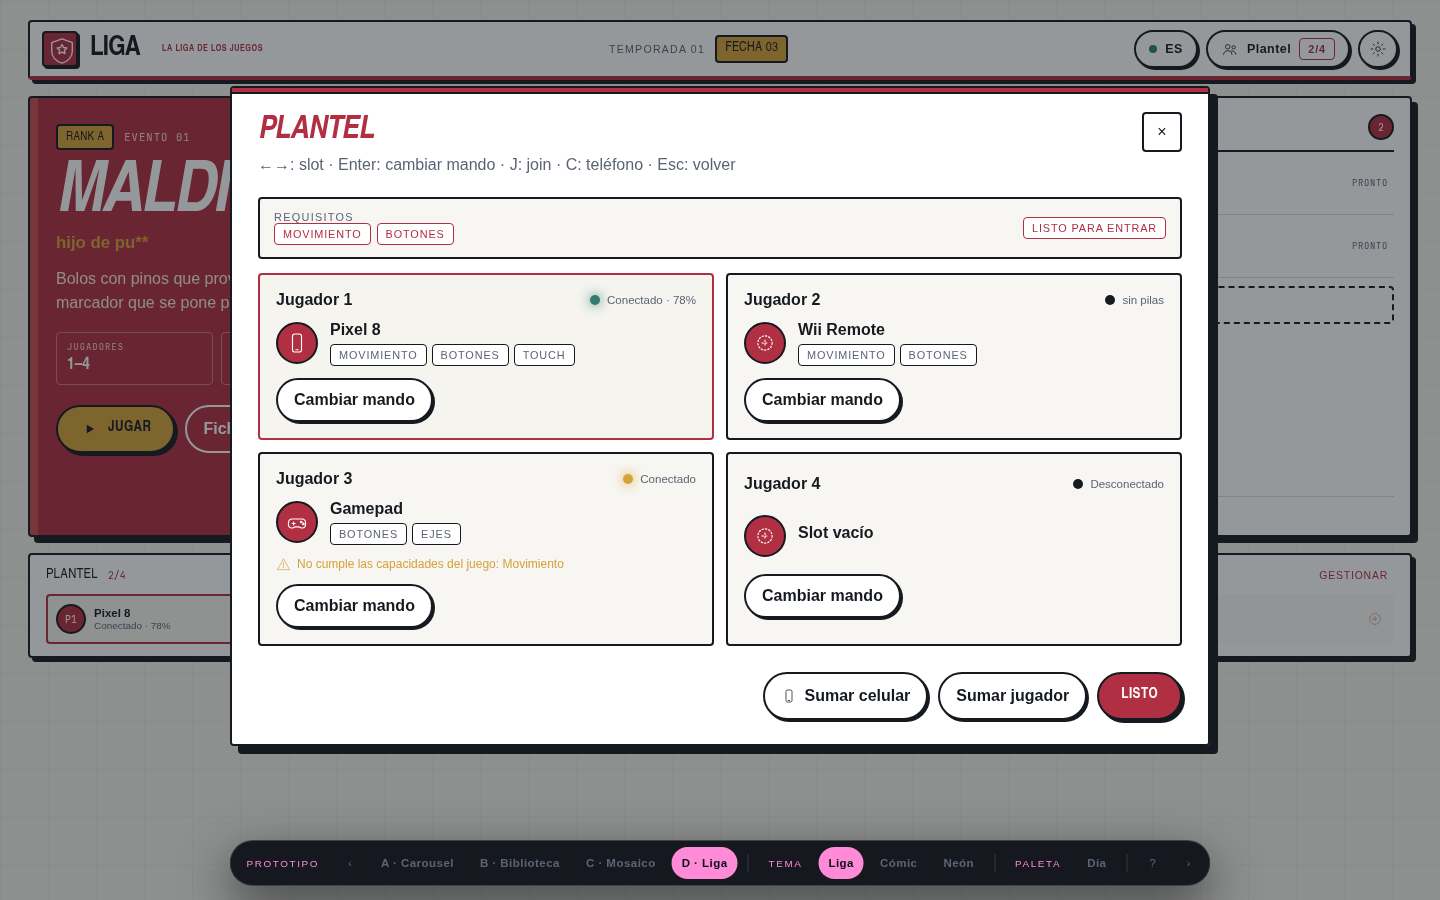 LIGA
LA LIGA DE LOS JUEGOS
TEMPORADA 01
FECHA 03
ES
Plantel 2/4
RANK A
EVENTO 01
MALDI
hijo de pu**
Bolos con pinos que
marcador que se pone
JUGADORES
1–4
JUGAR
2
PRONTO
PRONTO
PLANTEL
←→: slot · Enter: cambiar mando · J: join · C: teléfono · Esc: volver
×
REQUISITOS
MOVIMIENTO BOTONES
LISTO PARA ENTRAR
Jugador 1
Conectado · 78%
Pixel 8
MOVIMIENTO BOTONES TOUCH
Cambiar mando
Jugador 2
sin pilas
Wii Remote
MOVIMIENTO BOTONES
Cambiar mando
Jugador 3
Conectado
Gamepad
BOTONES EJES
No cumple las capacidades del juego: Movimiento
Cambiar mando
Jugador 4
Desconectado
Slot vacío
Cambiar mando
Sumar celular
Sumar jugador
LISTO
PLANTEL 2/4
GESTIONAR
P1
Pixel 8
Conectado · 78%
PROTOTIPO ‹ A · Carousel B · Biblioteca C · Mosaico D · Liga TEMA Liga Cómic Neón PALETA Día ? ›